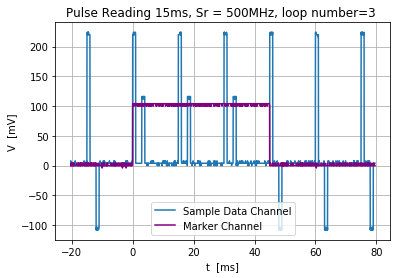 Pulse Reading 15ms, Sr = 500MHz, loop number=3
V [mV]
200
150
100
50
0
−50
−100
Sample Data Channel
Marker Channel
−20
0
20
40
60
80
t [ms]